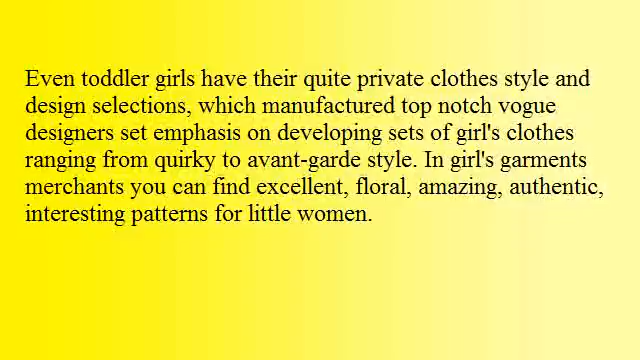 Even toddler girls have their quite private clothes style and
design selections, which manufactured top notch vogue
designers set emphasis on developing sets of girl's clothes
ranging from quirky to avant-garde style. In girl's garments
merchants you can find excellent, floral, amazing, authentic,
interesting patterns for little women.